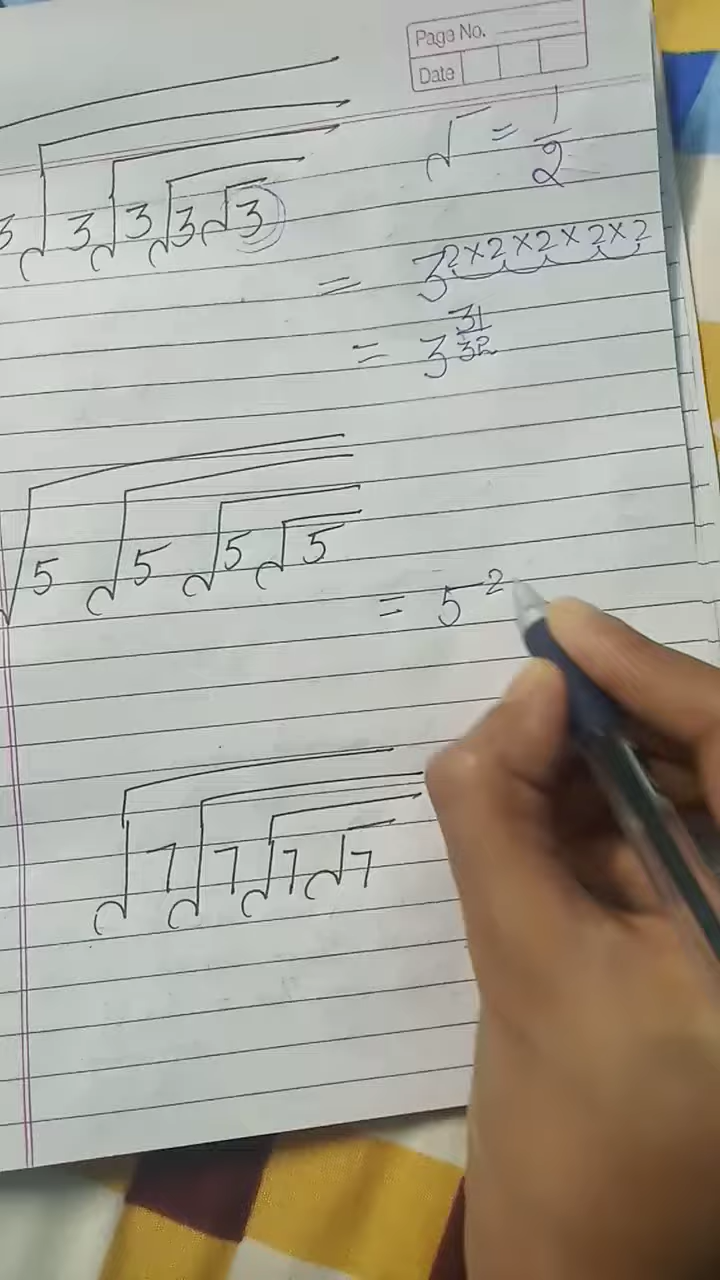 Page No.
Date
√ = 1/2
3√3√3√3√3
= 3^2×2×2×2×2
= 3^31/32
√5√5√5√5
= 5^2
√7√7√7√7